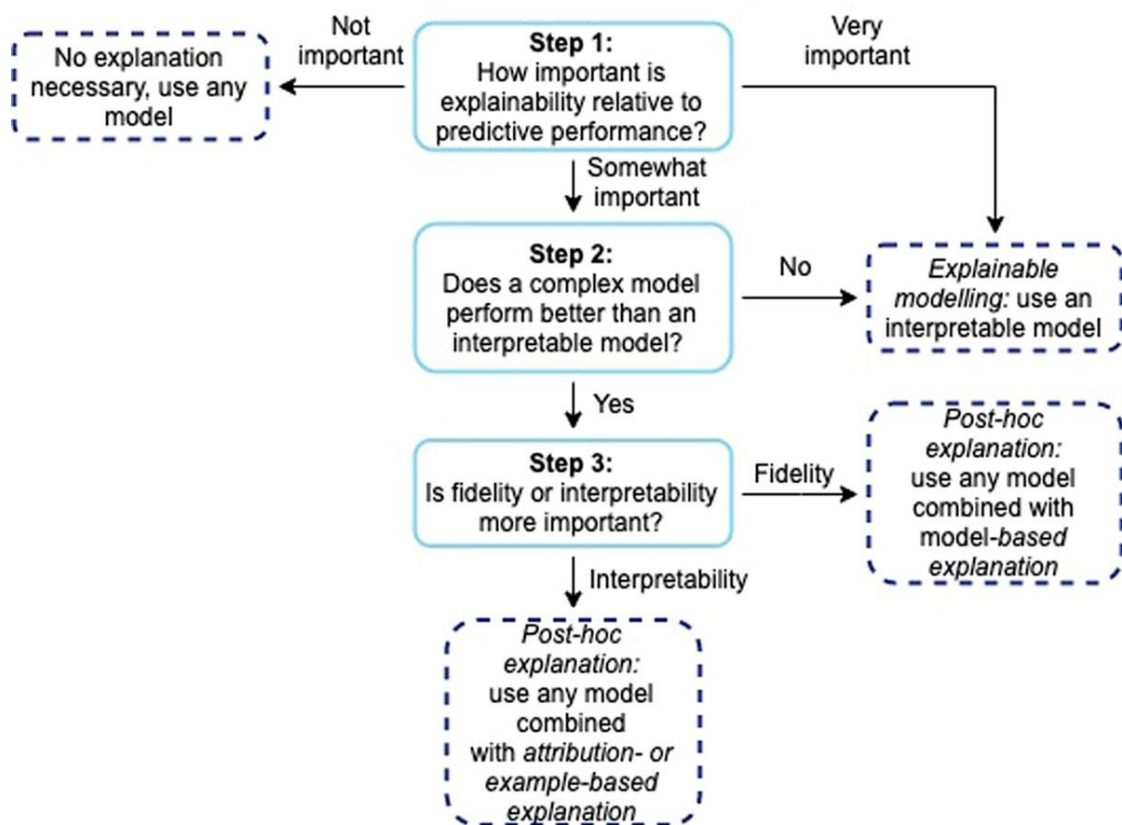 Not
important
No explanation
necessary, use any
model
Step 1:
How important is
explainability relative to
predictive performance?
Very
important
Somewhat
important
Step 2:
Does a complex model
perform better than an
interpretable model?
No
Explainable
modelling: use an
interpretable model
Yes
Step 3:
Is fidelity or interpretability
more important?
Fidelity
Post-hoc
explanation:
use any model
combined with
model-based
explanation
Interpretability
Post-hoc
explanation:
use any model
combined
with attribution- or
example-based
explanation